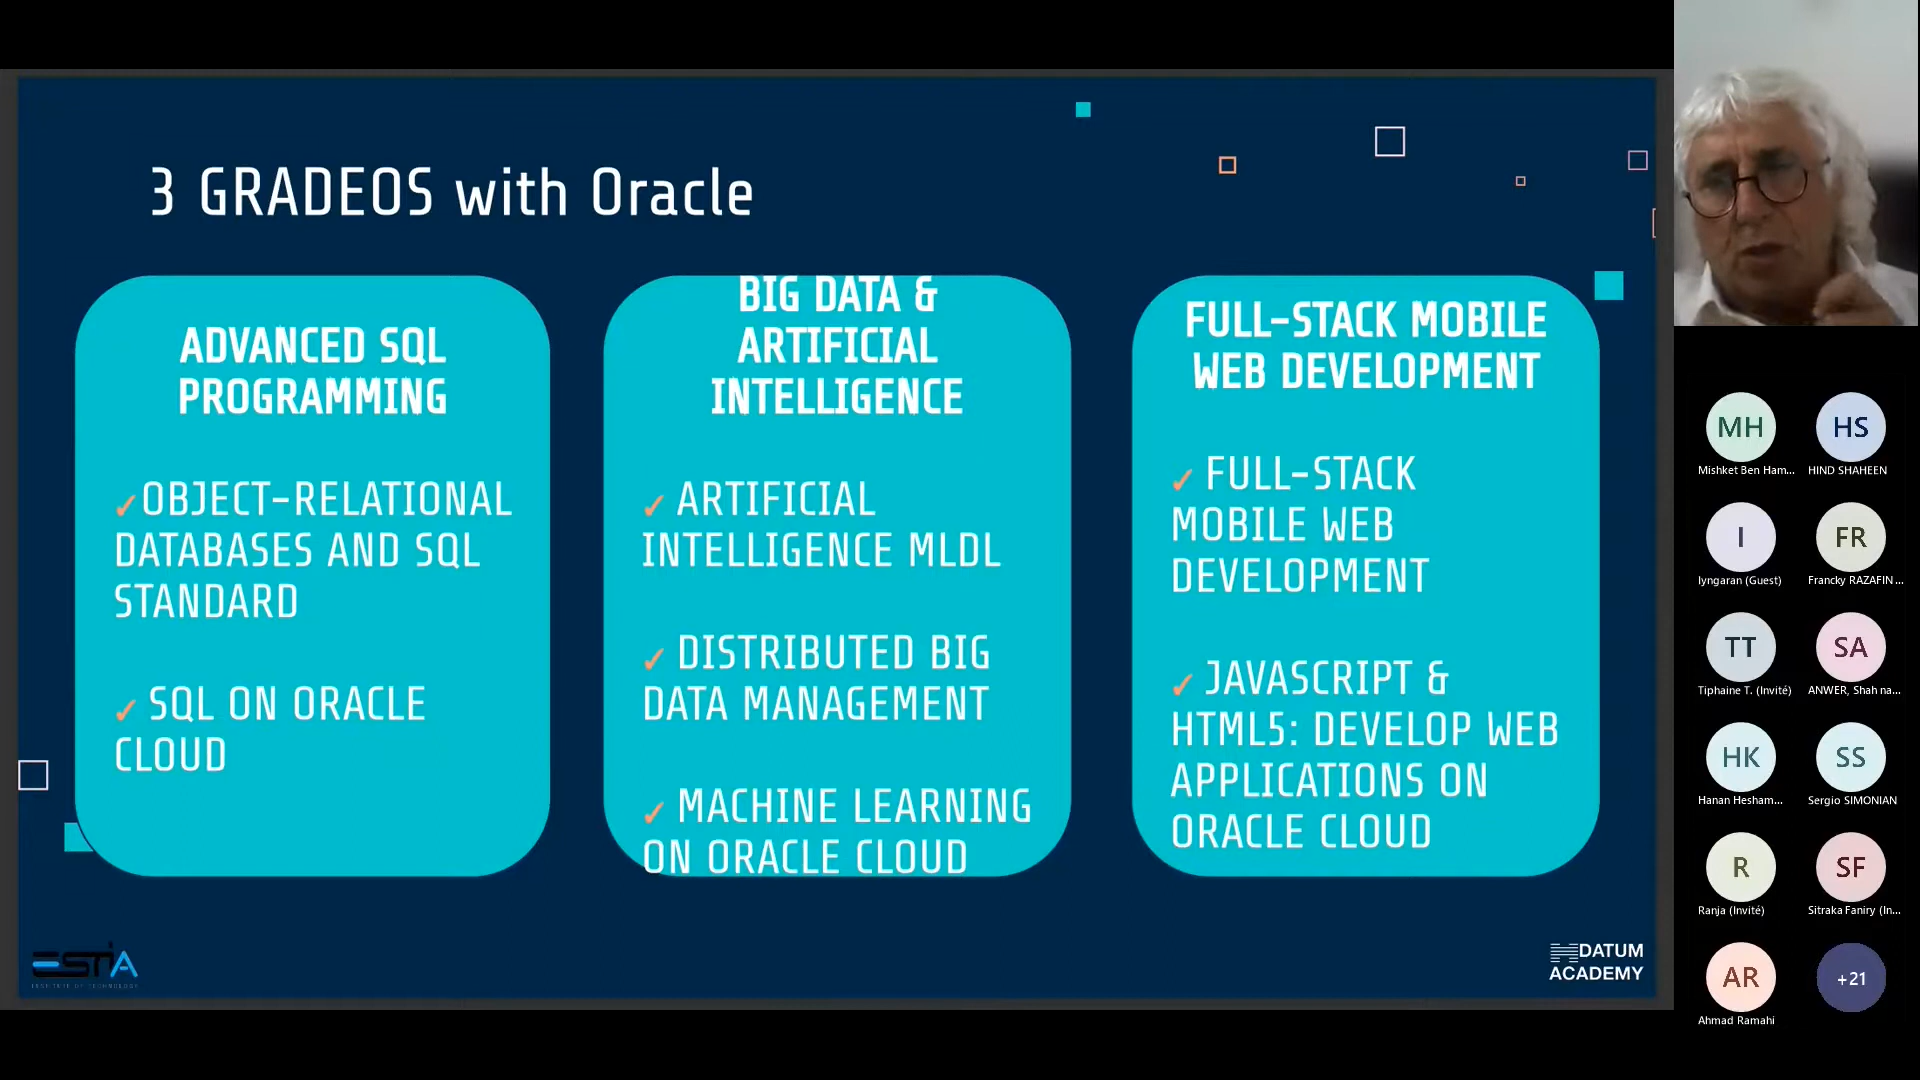 3 GRADEOS with Oracle
ADVANCED SQL
PROGRAMMING
✓OBJECT-RELATIONAL
DATABASES AND SQL
STANDARD
✓ SQL ON ORACLE
CLOUD
BIG DATA &
ARTIFICIAL
INTELLIGENCE
✓ ARTIFICIAL
INTELLIGENCE MLDL
✓ DISTRIBUTED BIG
DATA MANAGEMENT
✓ MACHINE LEARNING
ON ORACLE CLOUD
FULL-STACK MOBILE
WEB DEVELOPMENT
✓ FULL-STACK
MOBILE WEB
DEVELOPMENT
✓ JAVASCRIPT &
HTML5: DEVELOP WEB
APPLICATIONS ON
ORACLE CLOUD
ESTIA
INSTITUTE OF TECHNOLOGY
DATUM
ACADEMY
MH
Mishket Ben Ham...
HS
HIND SHAHEEN
I
Iyngaran (Guest)
FR
Francky RAZAFIN...
TT
Tiphaine T. (Invité)
SA
ANWER, Shah na...
HK
Hanan Hesham...
SS
Sergio SIMONIAN
R
Ranja (Invité)
SF
Sitraka Faniry (In...
AR
Ahmad Ramahi
+21